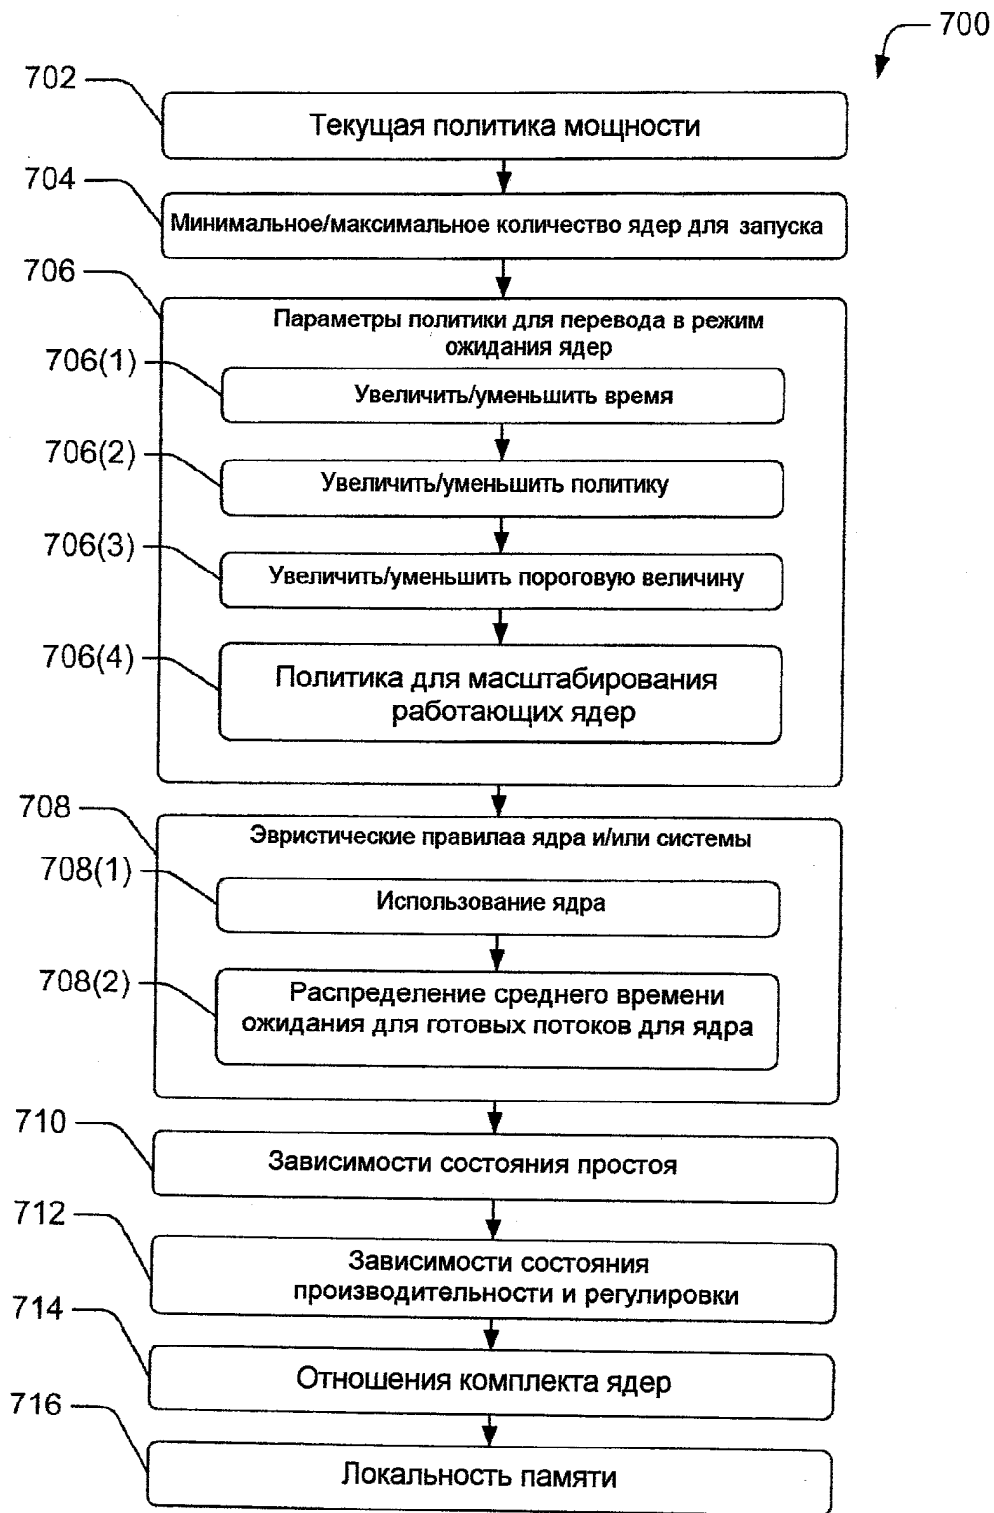 700
702
Текущая политика мощности
704
Минимальное/максимальное количество ядер для запуска
706
Параметры политики для перевода в режим
ожидания ядер
706(1)
Увеличить/уменьшить время
706(2)
Увеличить/уменьшить политику
706(3)
Увеличить/уменьшить пороговую величину
706(4)
Политика для масштабирования
работающих ядер
708
Эвристические правилаа ядра и/или системы
708(1)
Использование ядра
708(2)
Распределение среднего времени
ожидания для готовых потоков для ядра
710
Зависимости состояния простоя
712
Зависимости состояния
производительности и регулировки
714
Отношения комплекта ядер
716
Локальность памяти